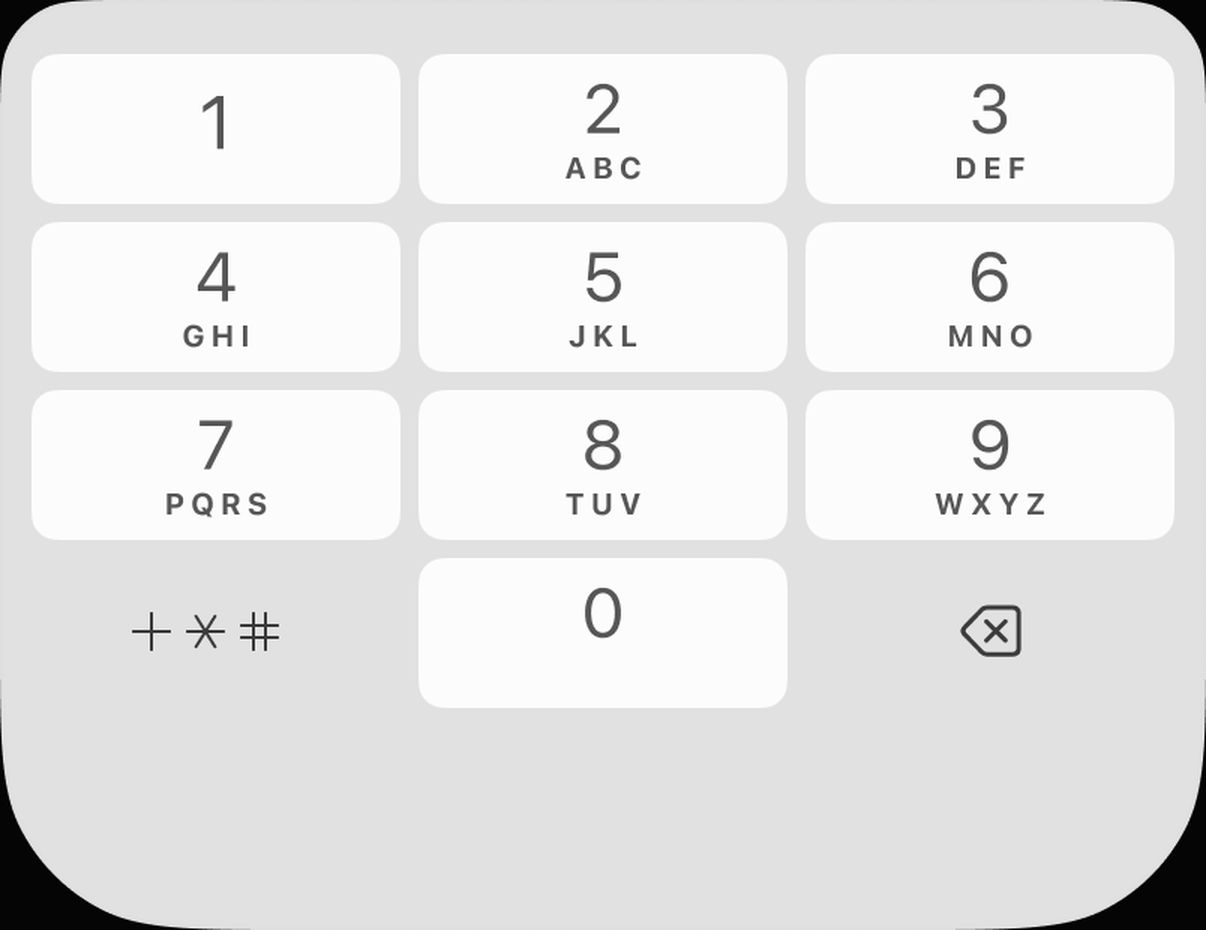 1 2 3
ABC DEF
4 5 6
GHI JKL MNO
7 8 9
PQRS TUV WXYZ
+*# 0